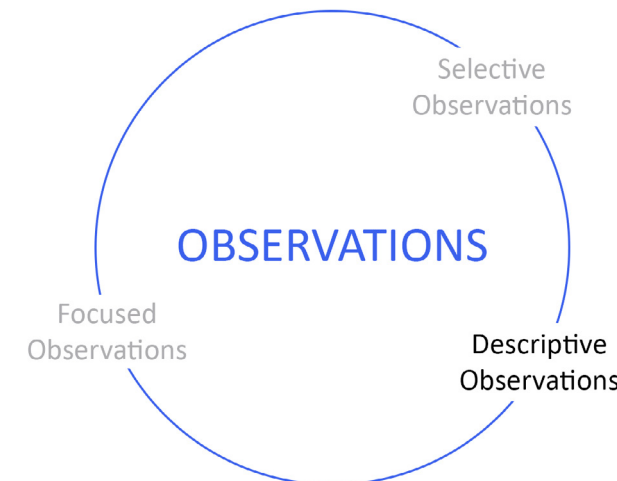 Selective
Observations
OBSERVATIONS
Focused
Observations
Descriptive
Observations